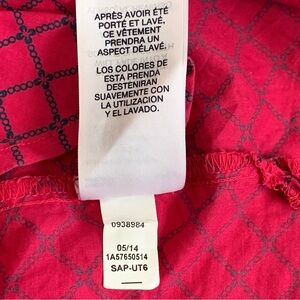 APRÈS AVOIR ÉTÉ
PORTÉ ET LAVÉ,
CE VÊTEMENT
PRENDRA UN
ASPECT DÉLAVÉ.
LOS COLORES DE
ESTA PRENDA
DESTEÑIRAN
SUAVEMENTE CON
LA UTILIZACION
Y EL LAVADO.
0938984
05/14
1A57650514
SAP-UT6